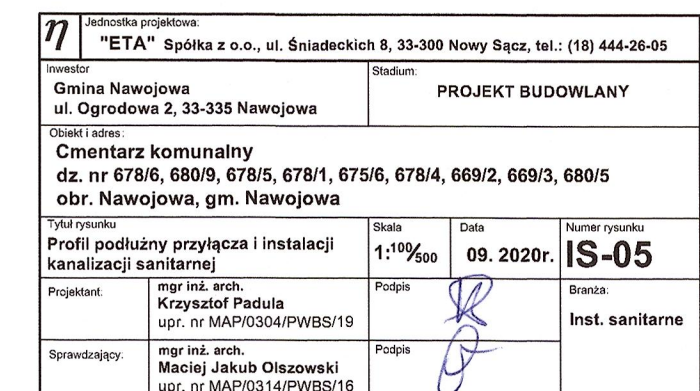 η
Jednostka projektowa:
"ETA" Spółka z o.o., ul. Śniadeckich 8, 33-300 Nowy Sącz, tel.: (18) 444-26-05
Inwestor
Gmina Nawojowa
ul. Ogrodowa 2, 33-335 Nawojowa
Stadium:
PROJEKT BUDOWLANY
Obiekt i adres:
Cmentarz komunalny
dz. nr 678/6, 680/9, 678/5, 678/1, 675/6, 678/4, 669/2, 669/3, 680/5
obr. Nawojowa, gm. Nawojowa
Tytuł rysunku
Profil podłużny przyłącza i instalacji
kanalizacji sanitarnej
Skala
1:100/500
Data
09. 2020r.
Numer rysunku
IS-05
Projektant:
mgr inż. arch.
Krzysztof Padula
upr. nr MAP/0304/PWBS/19
Podpis
Branża:
Inst. sanitarne
Sprawdzający:
mgr inż. arch.
Maciej Jakub Olszowski
upr. nr MAP/0314/PWBS/16
Podpis